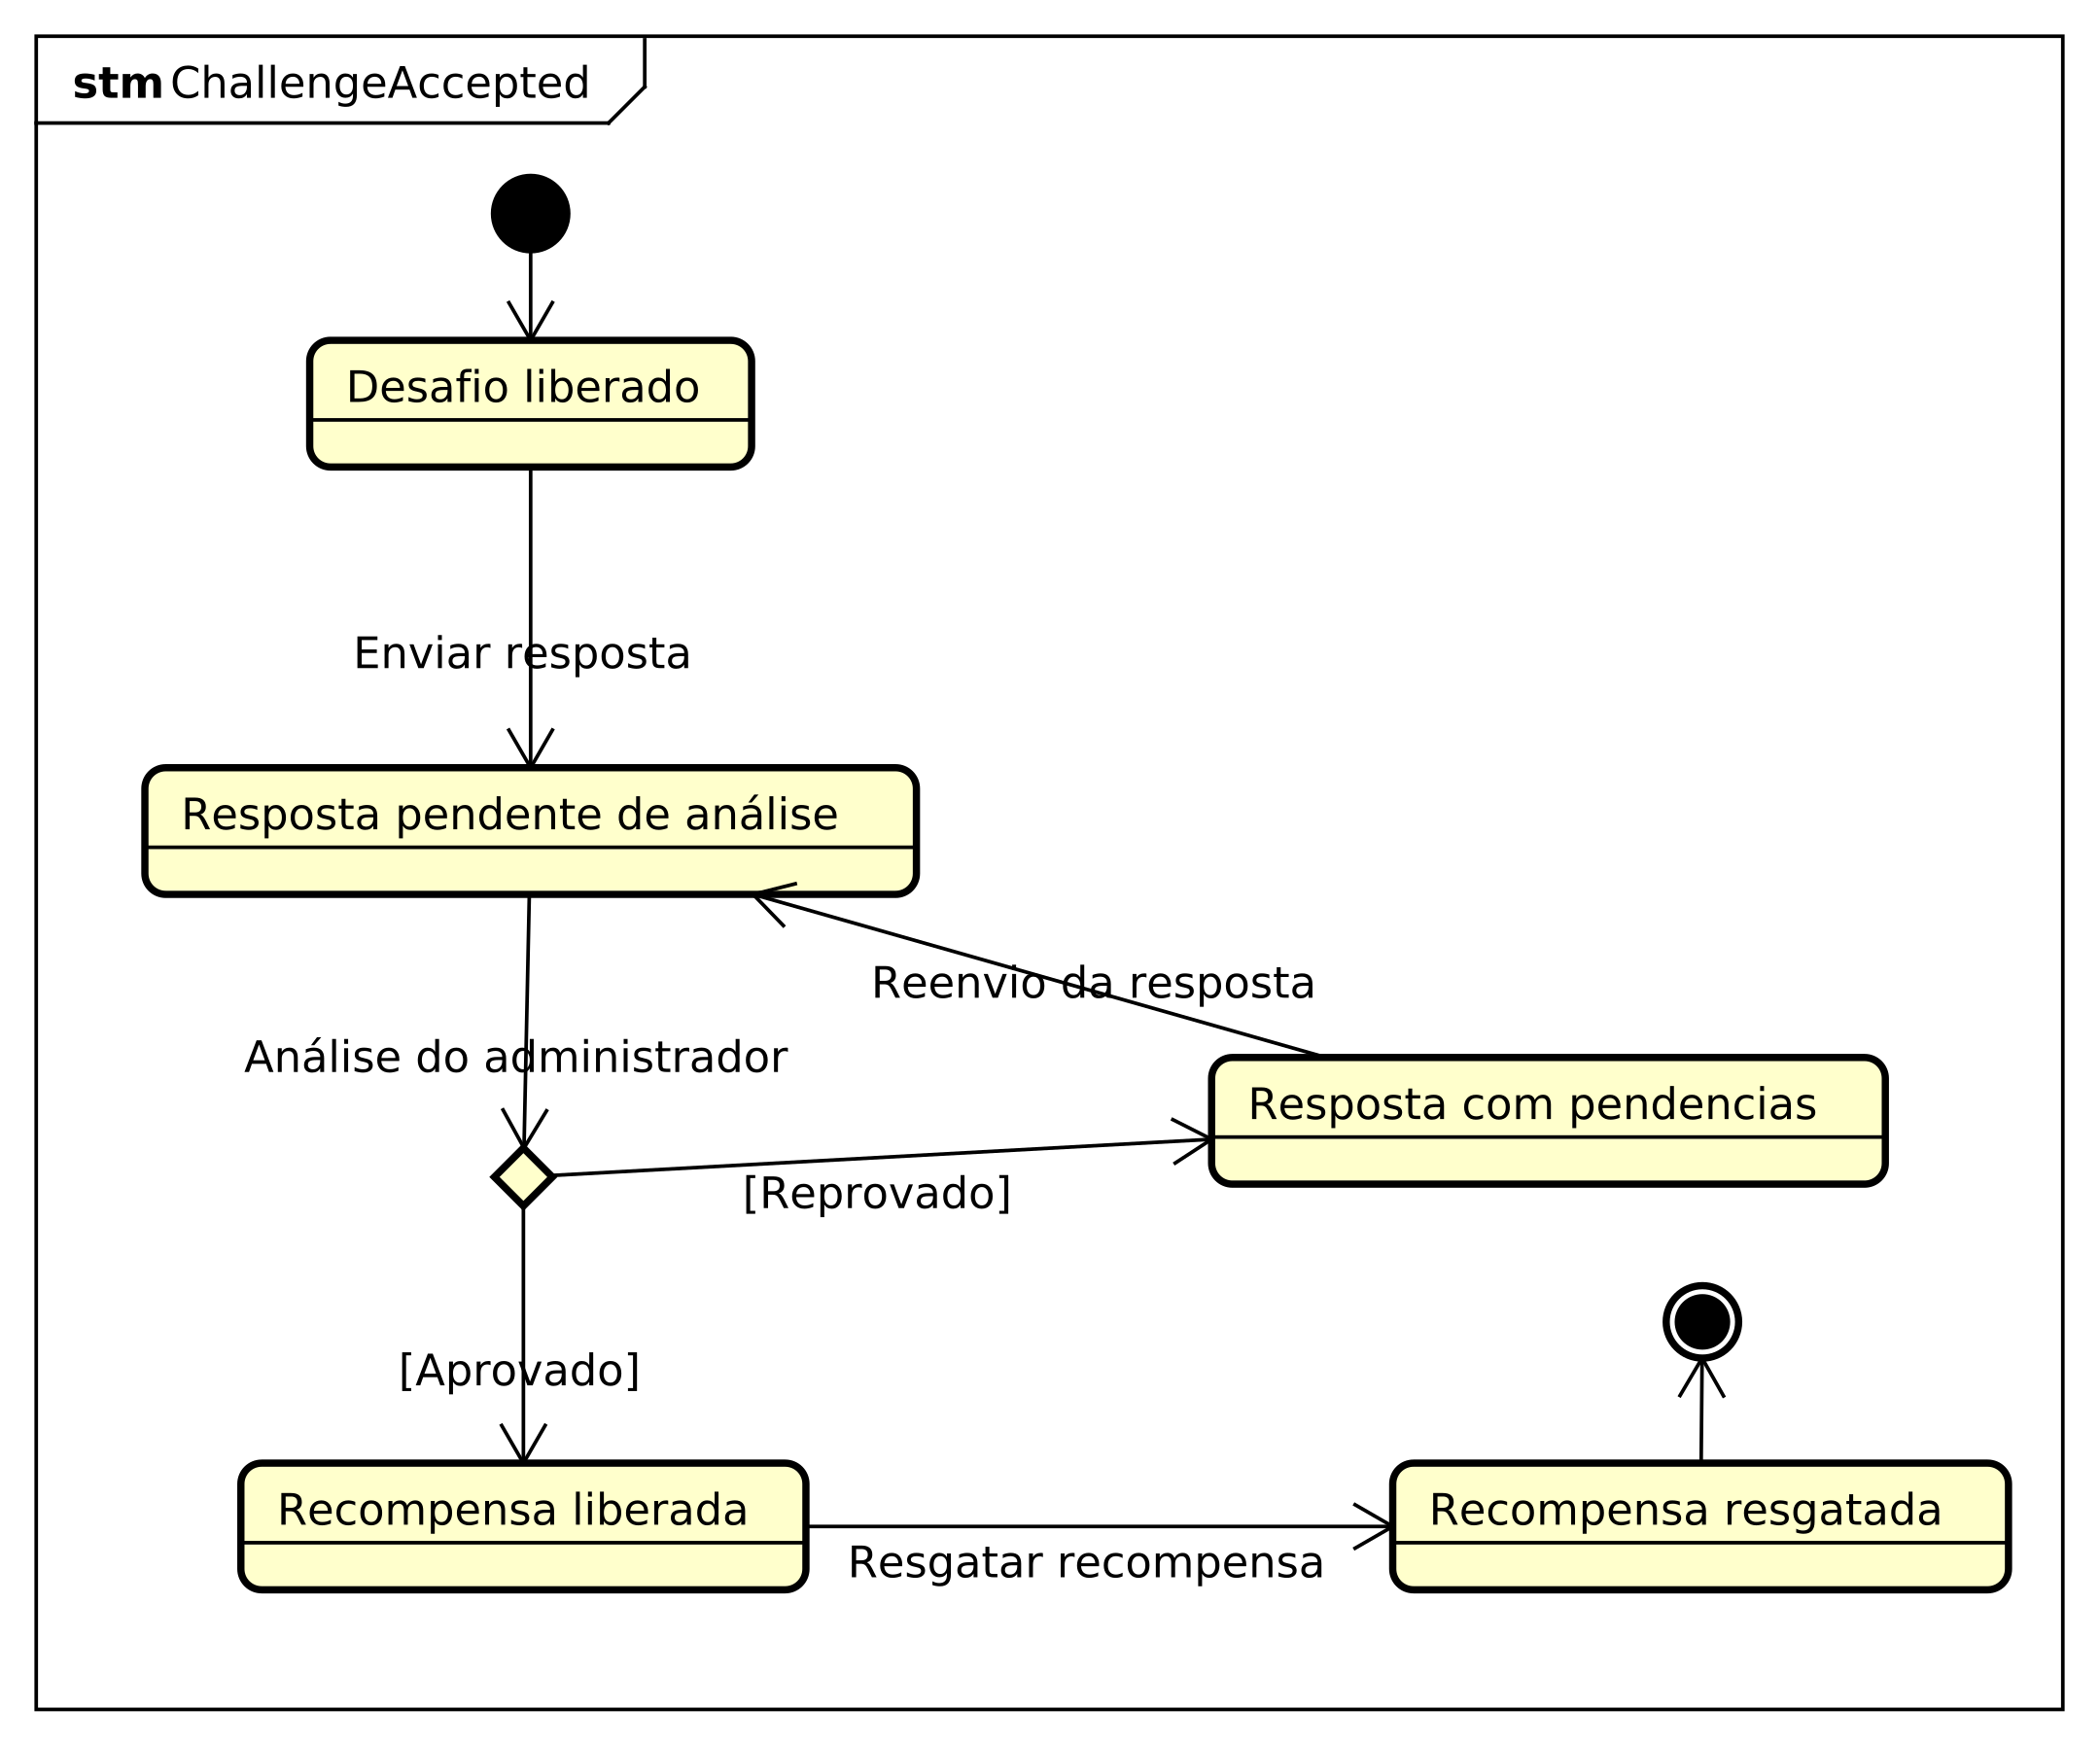 stm ChallengeAccepted
Desafio liberado
Enviar resposta
Resposta pendente de análise
Reenvio da resposta
Análise do administrador
Resposta com pendencias
[Reprovado]
[Aprovado]
Recompensa liberada
Recompensa resgatada
Resgatar recompensa